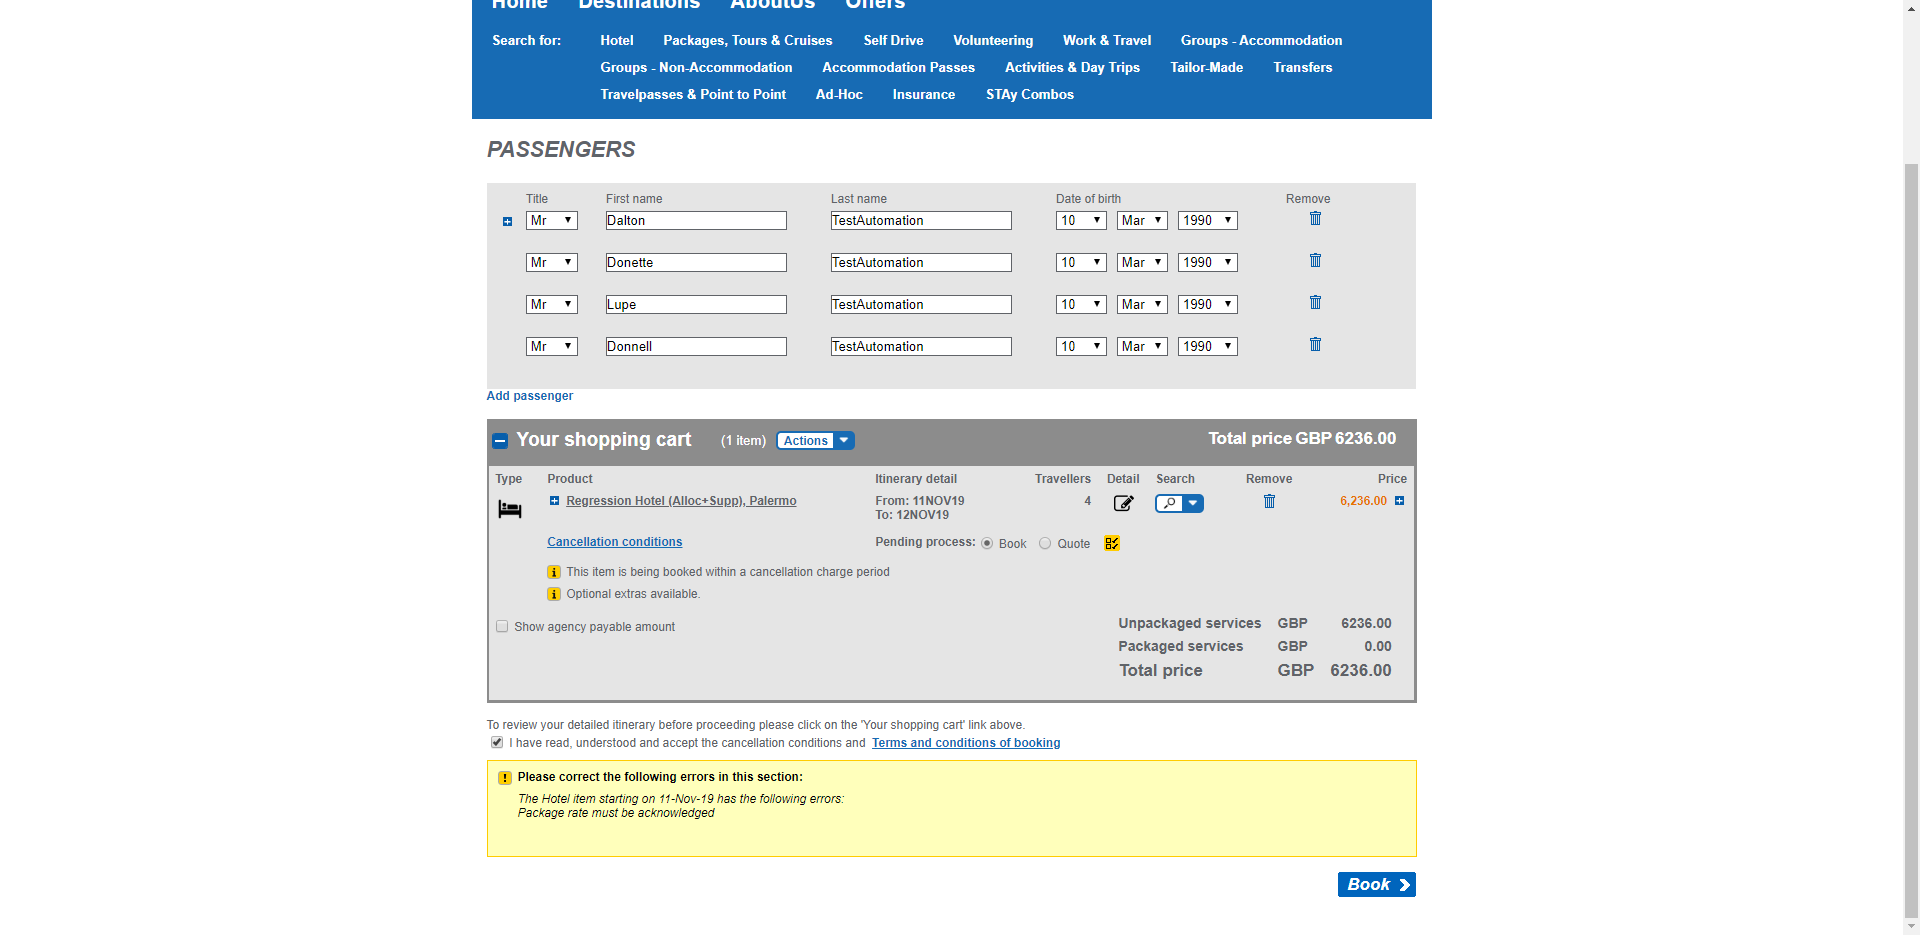 Home Destinations AboutUs Offers
Search for: Hotel Packages, Tours & Cruises Self Drive Volunteering Work & Travel Groups - Accommodation
Groups - Non-Accommodation Accommodation Passes Activities & Day Trips Tailor-Made Transfers
Travelpasses & Point to Point Ad-Hoc Insurance STAy Combos
PASSENGERS
Title First name Last name Date of birth Remove
Mr Dalton TestAutomation 10 Mar 1990
Mr Donette TestAutomation 10 Mar 1990
Mr Lupe TestAutomation 10 Mar 1990
Mr Donnell TestAutomation 10 Mar 1990
Add passenger
Your shopping cart (1 item) Actions Total price GBP 6236.00
Type Product Itinerary detail Travellers Detail Search Remove Price
Regression Hotel (Alloc+Supp), Palermo From: 11NOV19 4 6,236.00
To: 12NOV19
Cancellation conditions Pending process: Book Quote
This item is being booked within a cancellation charge period
Optional extras available.
Show agency payable amount
Unpackaged services GBP 6236.00
Packaged services GBP 0.00
Total price GBP 6236.00
To review your detailed itinerary before proceeding please click on the 'Your shopping cart' link above.
I have read, understood and accept the cancellation conditions and Terms and conditions of booking
Please correct the following errors in this section:
The Hotel item starting on 11-Nov-19 has the following errors:
Package rate must be acknowledged
Book